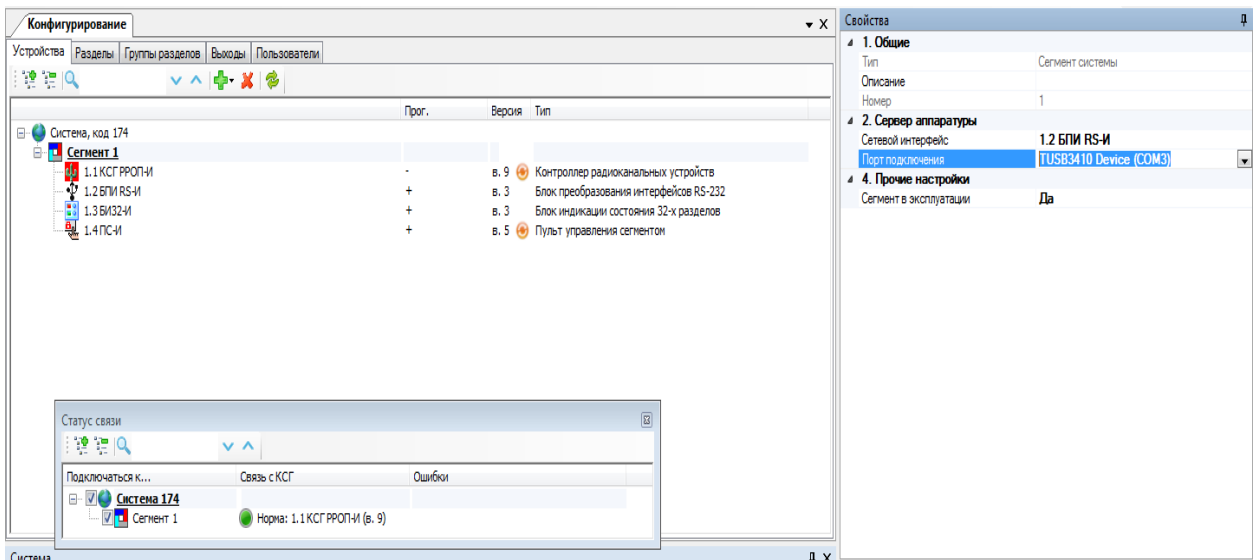 Конфигурирование
Устройства Разделы Группы разделов Выходы Пользователи
Прог. Версия Тип
Система, код 174
Сегмент 1
1.1 КСГ РРОП-И - в. 9 Контроллер радиоканальных устройств
1.2 БПИ RS-И + в. 3 Блок преобразования интерфейсов RS-232
1.3 БИ32-И + в. 3 Блок индикации состояния 32-х разделов
1.4 ПС-И + в. 5 Пульт управления сегментом
Статус связи
Подключаться к... Связь с КСГ Ошибки
Система 174
Сегмент 1 Норма: 1.1 КСГ РРОП-И (в. 9)
Система
Свойства
1. Общие
Тип Сегмент системы
Описание
Номер 1
2. Сервер аппаратуры
Сетевой интерфейс 1.2 БПИ RS-И
Порт подключения TUSB3410 Device (COM3)
4. Прочие настройки
Сегмент в эксплуатации Да